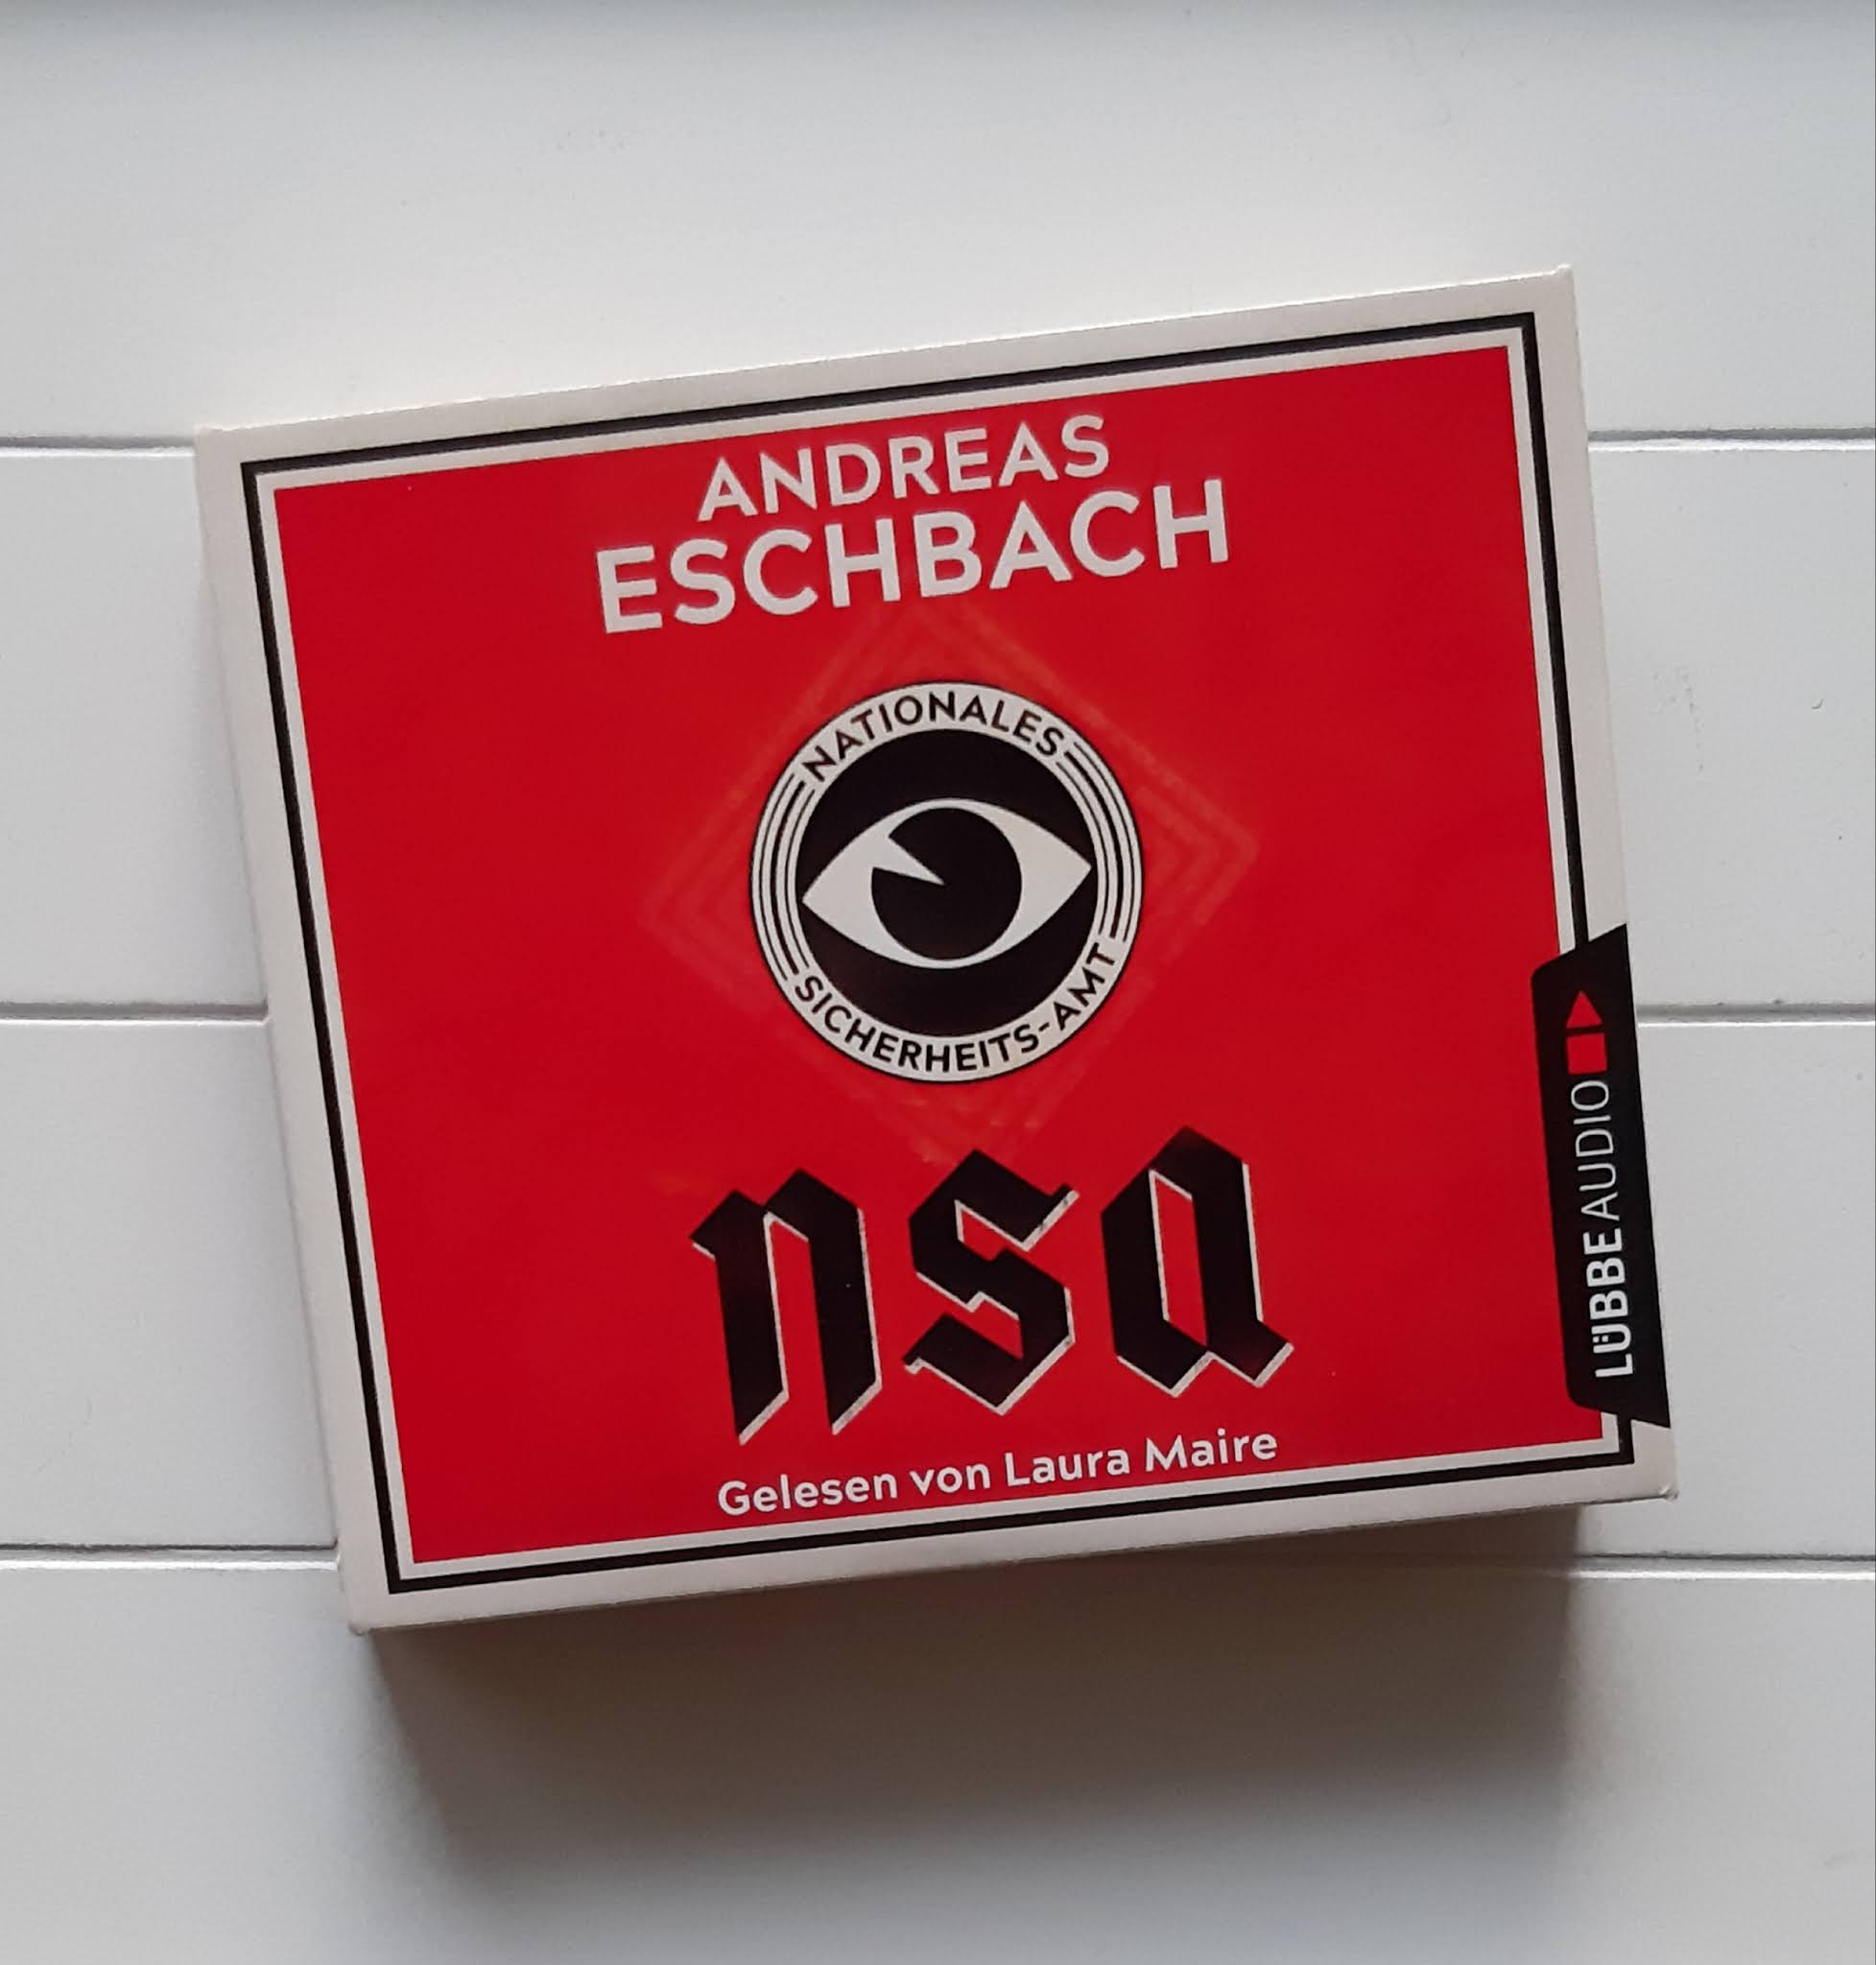 ANDREAS
ESCHBACH
NATIONALES
SICHERHEITS-AMT
nsa
Gelesen von Laura Maire
LÜBBEAUDIO